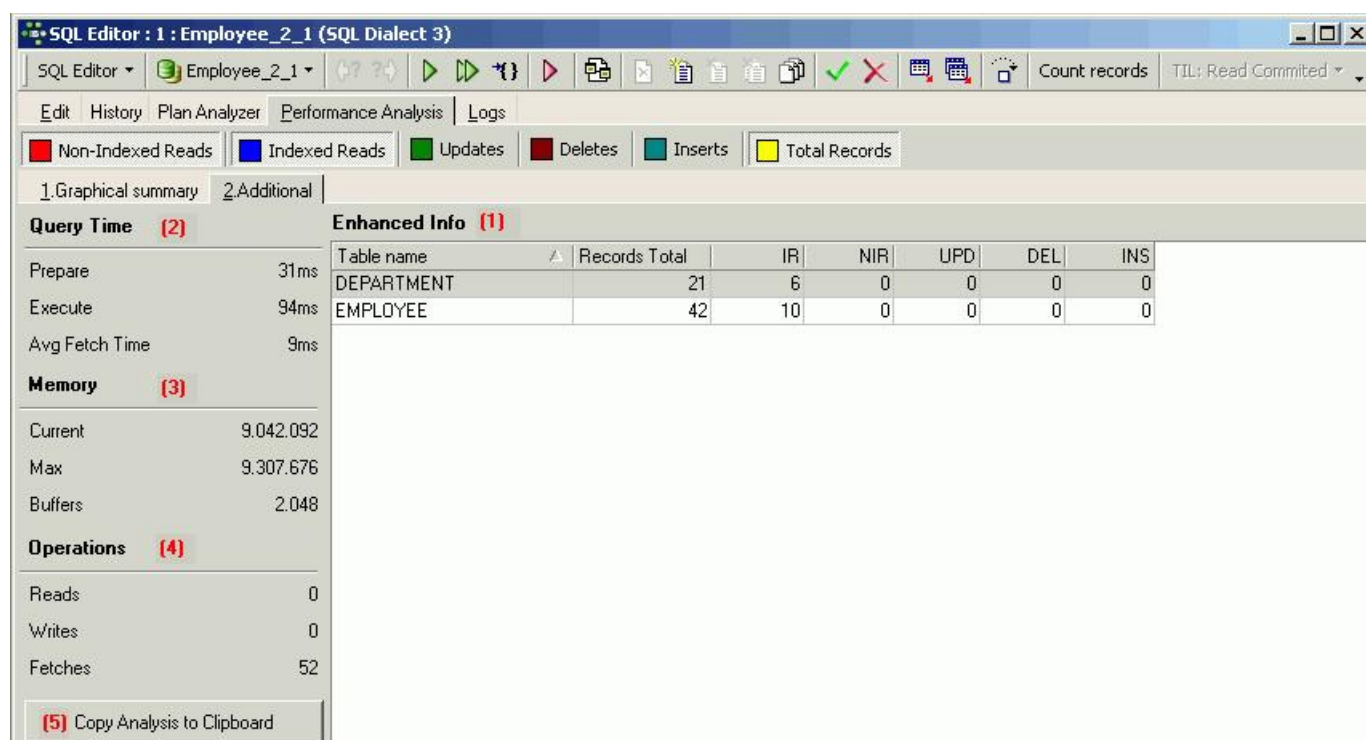 SQL Editor : 1 : Employee_2_1 (SQL Dialect 3)
SQL Editor Employee_2_1 Count records TIL: Read Commited
Edit History Plan Analyzer Performance Analysis Logs
Non-Indexed Reads Indexed Reads Updates Deletes Inserts Total Records
1.Graphical summary 2.Additional
Query Time (2)
Prepare 31ms
Execute 94ms
Avg Fetch Time 9ms
Memory (3)
Current 9.042.092
Max 9.307.676
Buffers 2.048
Operations (4)
Reads 0
Writes 0
Fetches 52
(5) Copy Analysis to Clipboard
Enhanced Info (1)
Table name Records Total IR NIR UPD DEL INS
DEPARTMENT 21 6 0 0 0 0
EMPLOYEE 42 10 0 0 0 0